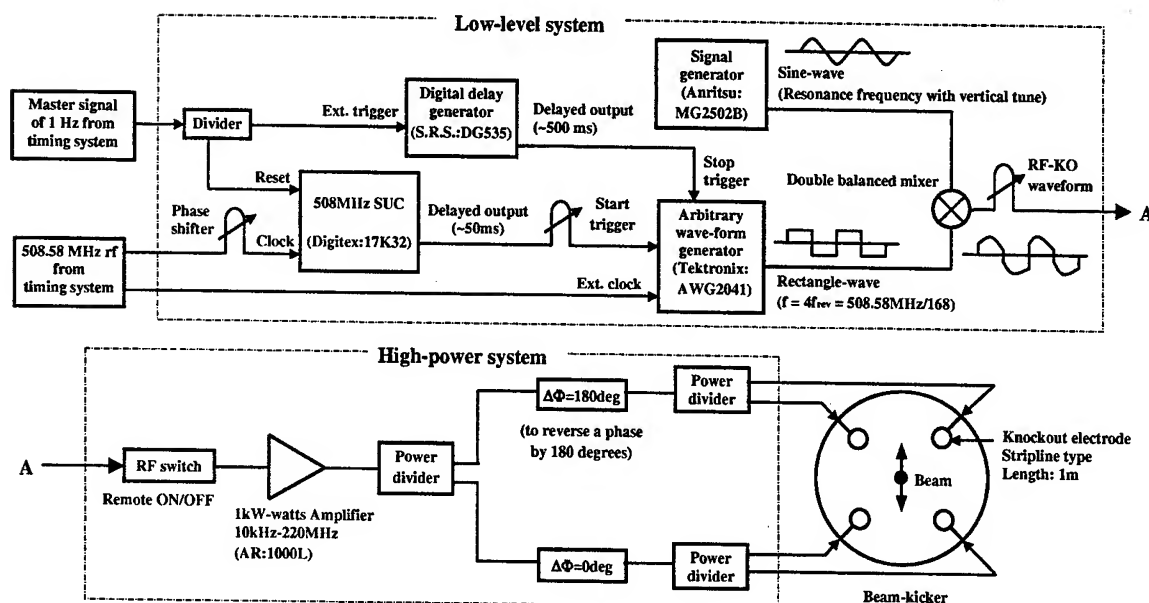 Low-level system
Master signal
of 1 Hz from
timing system
Divider
Ext. trigger
Digital delay
generator
(S.R.S.:DG535)
Delayed output
(~500 ms)
Signal
generator
(Anritsu:
MG2502B)
Sine-wave
(Resonance frequency with vertical tune)
Reset
Phase
shifter
Clock
508MHz SUC
(Digitex:17K32)
Delayed output
(~50ms)
Start
trigger
Stop
trigger
Arbitrary
wave-form
generator
(Tektronix:
AWG2041)
Double balanced mixer
RF-KO
waveform
A
508.58 MHz rf
from
timing system
Ext. clock
Rectangle-wave
(f = 4frev = 508.58MHz/168)
High-power system
A
RF switch
Remote ON/OFF
1kW-watts Amplifier
10kHz-220MHz
(AR:1000L)
Power
divider
ΔΦ=180deg
(to reverse a phase
by 180 degrees)
Power
divider
ΔΦ=0deg
Power
divider
Beam
Knockout electrode
Stripline type
Length: 1m
Beam-kicker